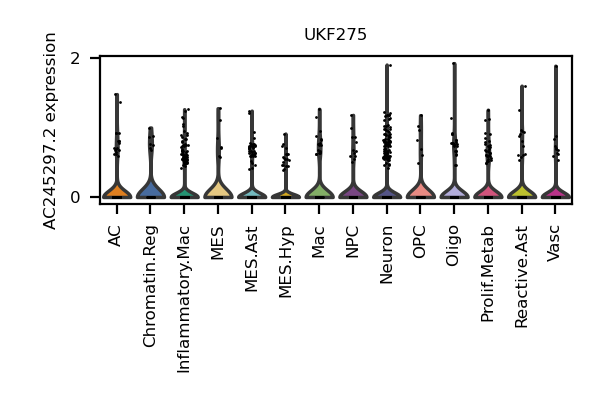 UKF275
AC245297.2 expression
2
0
AC
Chromatin.Reg
Inflammatory.Mac
MES
MES.Ast
MES.Hyp
Mac
NPC
Neuron
OPC
Oligo
Prolif.Metab
Reactive.Ast
Vasc